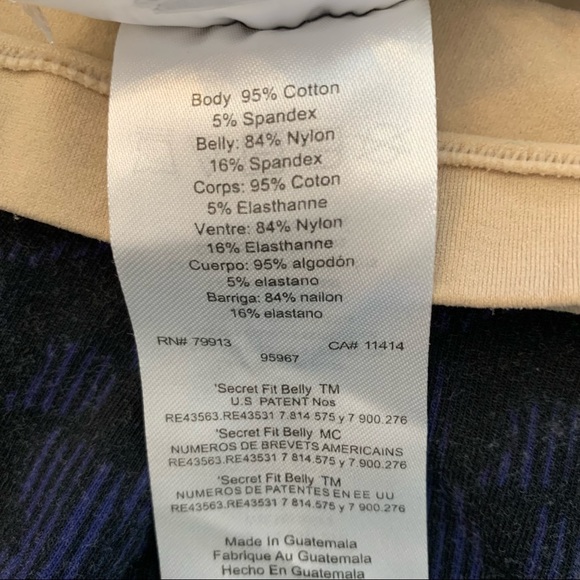 Body 95% Cotton
5% Spandex
Belly: 84% Nylon
16% Spandex
Corps: 95% Coton
5% Elasthanne
Ventre: 84% Nylon
16% Elasthanne
Cuerpo: 95% algodón
5% elastano
Barriga: 84% nailon
16% elastano
RN# 79913 CA# 11414
95967
'Secret Fit Belly TM
U.S PATENT Nos
RE43563.RE43531 7 814 575 y 7 900.276
'Secret Fit Belly MC
NUMEROS DE BREVETS AMERICAINS
RE43563.RE43531 7 814.575 y 7 900.276
'Secret Fit Belly 'TM
NUMEROS DE PATENTES EN EE UU
RE43563.RE43531 7 814.575 y 7 900.276
Made In Guatemala
Fabrique Au Guatemala
Hecho En Guatemala